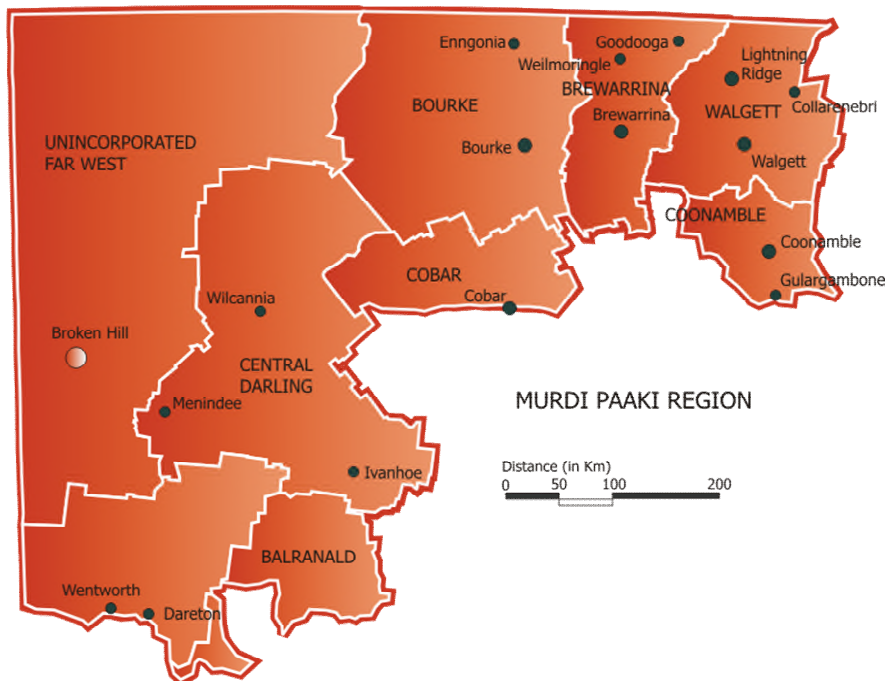 Enngonia
Goodooga
Weilmoringle
Lightning
Ridge
BREWARRINA
Collarenebri
BOURKE
WALGETT
Brewarrina
UNINCORPORATED
FAR WEST
Bourke
Walgett
COONAMBLE
Coonamble
COBAR
Gulargambone
Wilcannia
Cobar
Broken Hill
CENTRAL
DARLING
Menindee
MURDI PAAKI REGION
Ivanhoe
Distance (in Km)
0 50 100 200
BALRANALD
Wentworth
Dareton